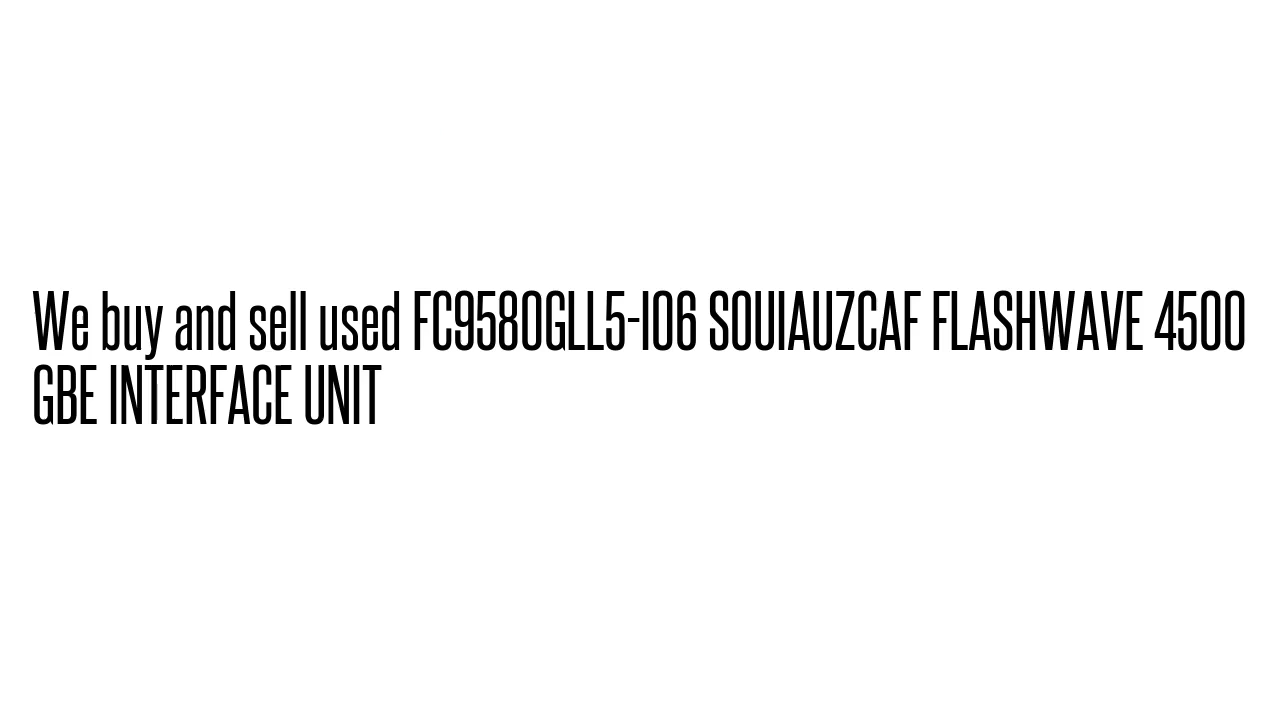 We buy and sell used FC9580GLL5-I06 SOUIAUZCAF FLASHWAVE 4500
GBE INTERFACE UNIT